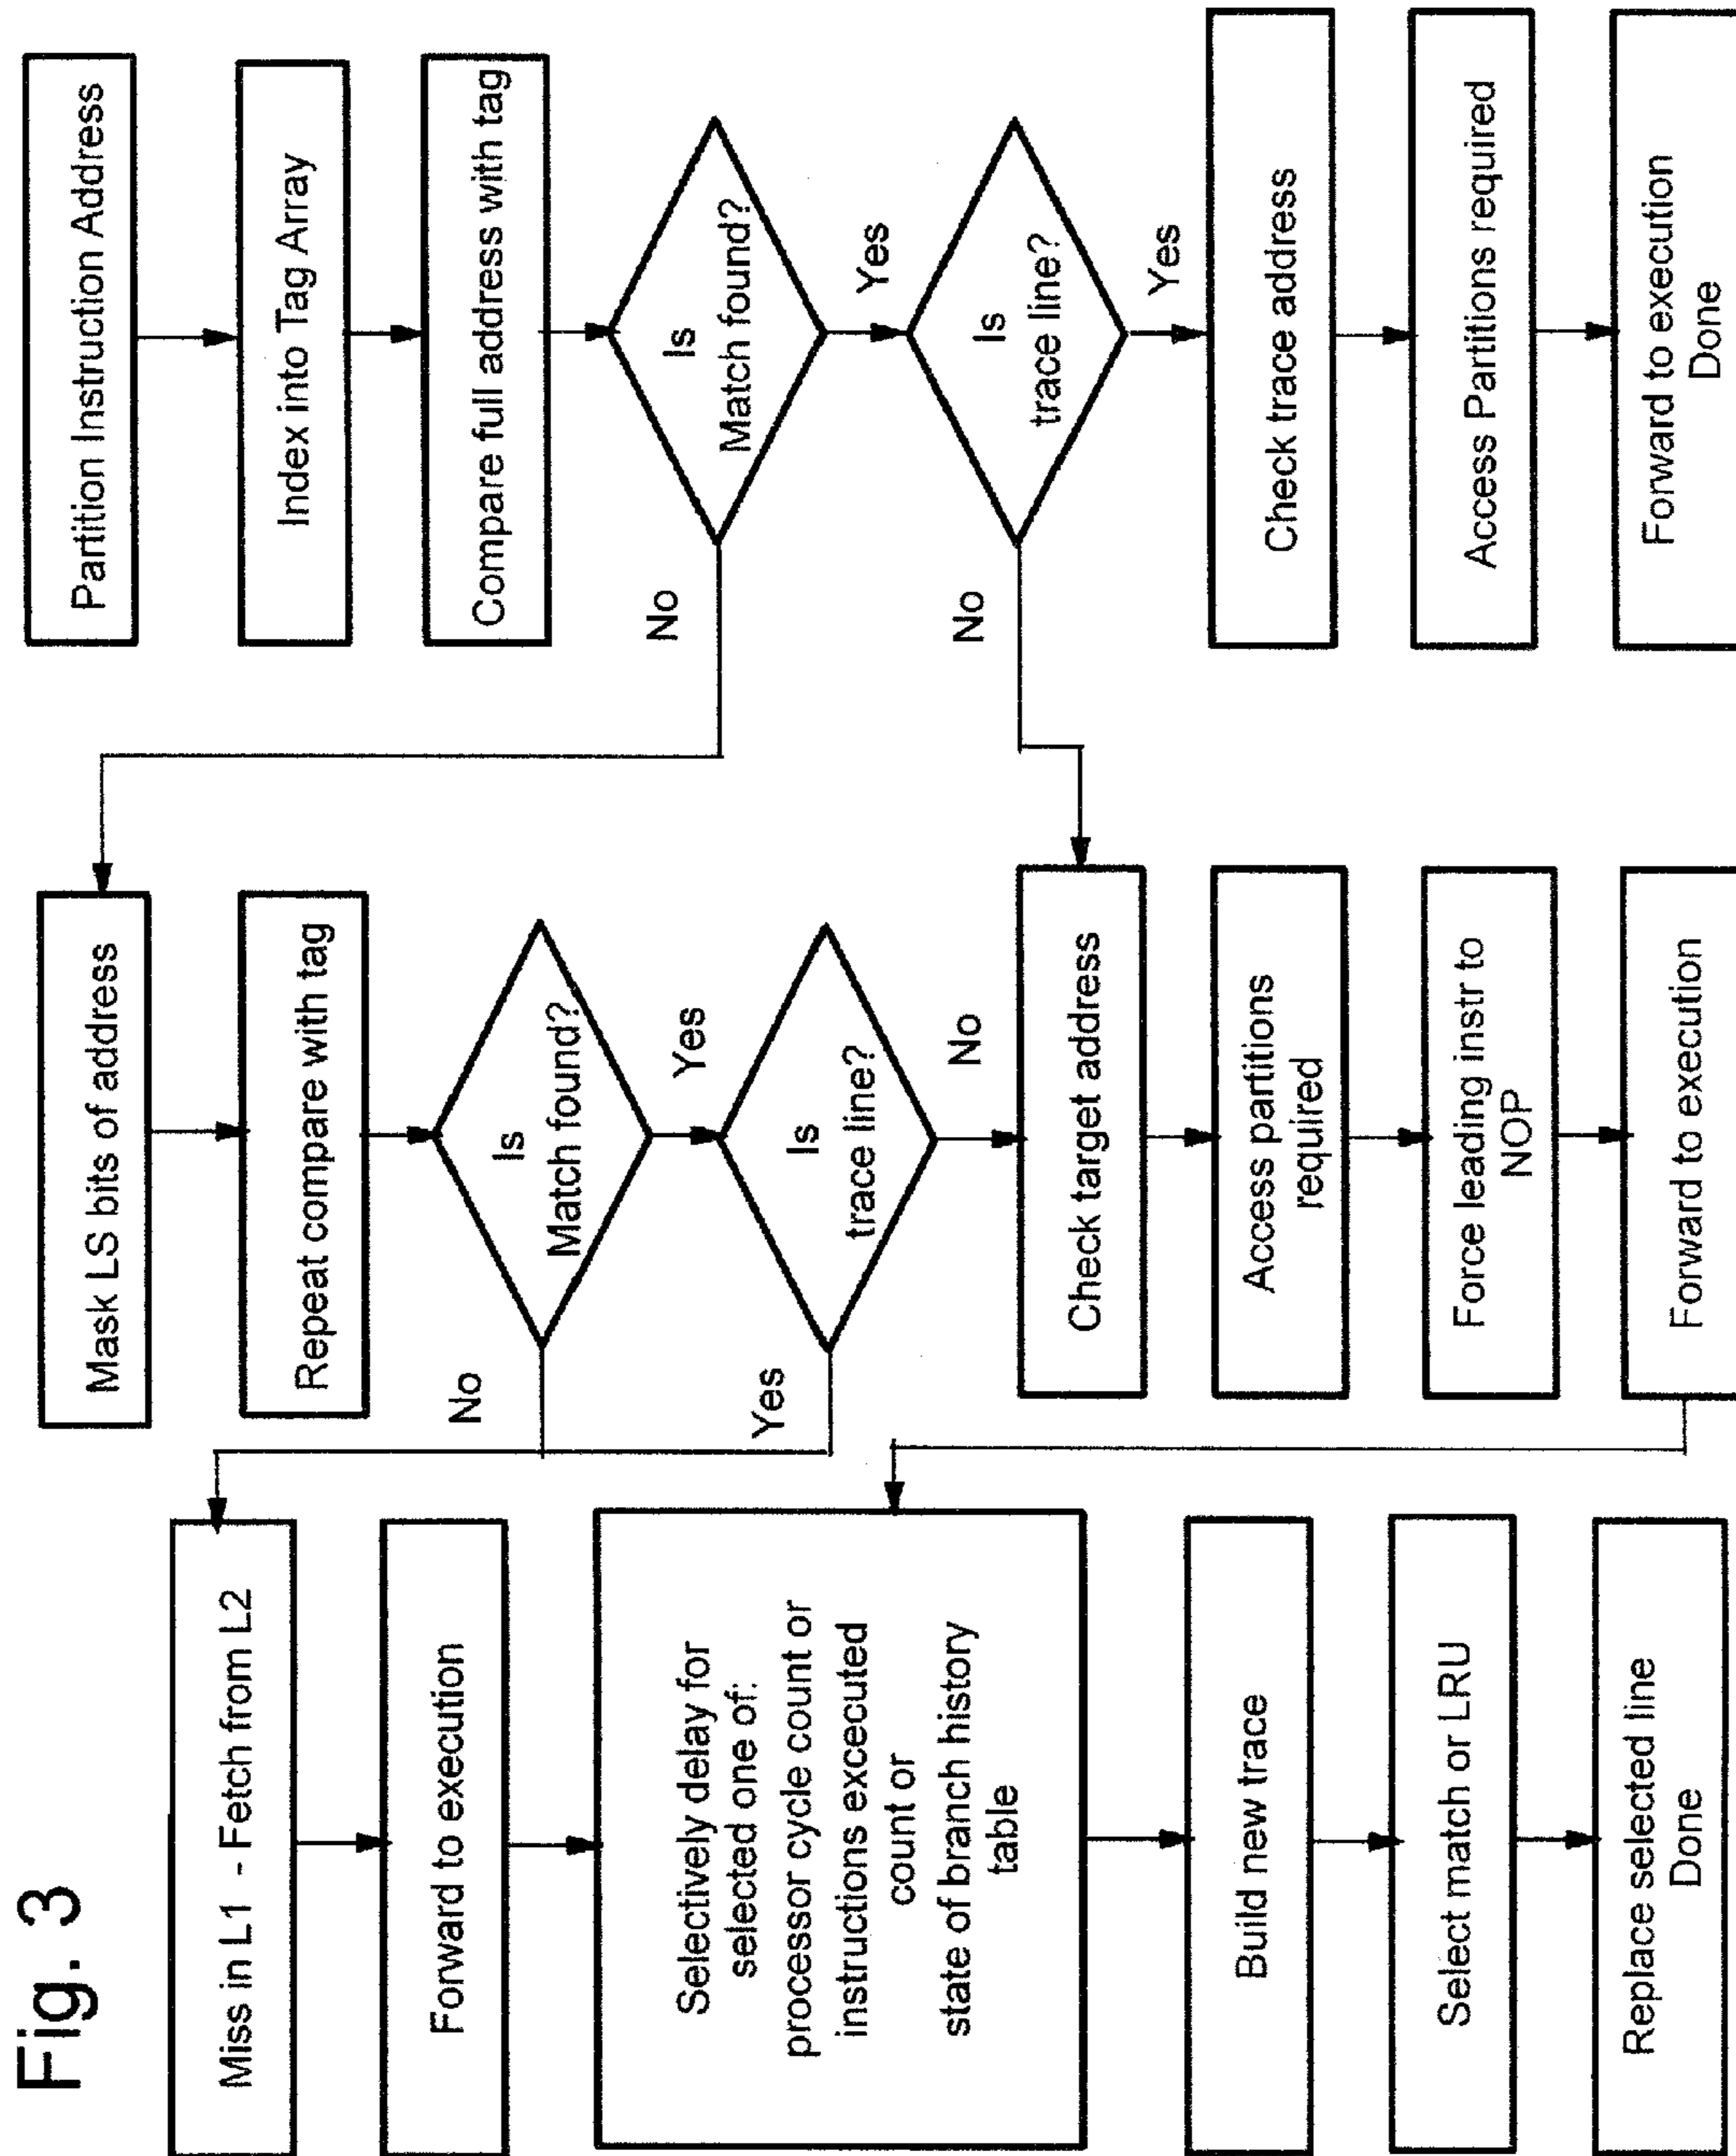 Fig. 3
Partition Instruction Address
Index into Tag Array
Compare full address with tag
Is
Match found?
No
Yes
Is
trace line?
No
Yes
Check trace address
Access Partitions required
Forward to execution
Done
Mask LS bits of address
Repeat compare with tag
Is
Match found?
No
Yes
Is
trace line?
Yes
No
Check target address
Access partitions
required
Force leading instr to
NOP
Forward to execution
Miss in L1 - Fetch from L2
Forward to execution
Selectively delay for
selected one of:
processor cycle count or
instructions excecuted
count or
state of branch history
table
Build new trace
Select match or LRU
Replace selected line
Done